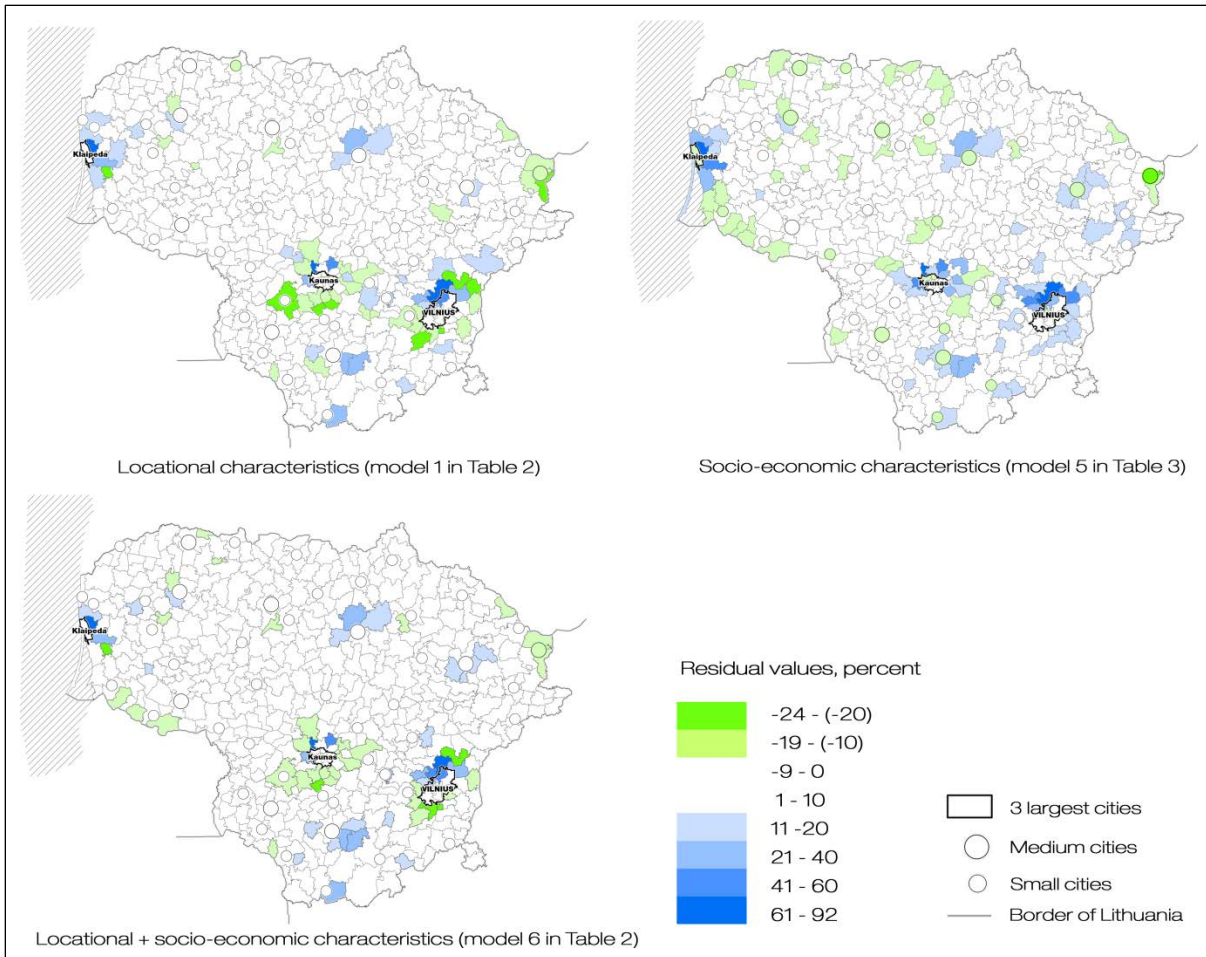 Klaipeda
Kaunas
VILNIUS
Locational characteristics (model 1 in Table 2)
Klaipeda
Kaunas
VILNIUS
Socio-economic characteristics (model 5 in Table 3)
Klaipeda
Kaunas
VILNIUS
Locational + socio-economic characteristics (model 6 in Table 2)
Residual values, percent
-24 - (-20)
-19 - (-10)
-9 - 0
1 - 10
11 -20
21 - 40
41 - 60
61 - 92
3 largest cities
Medium cities
Small cities
Border of Lithuania